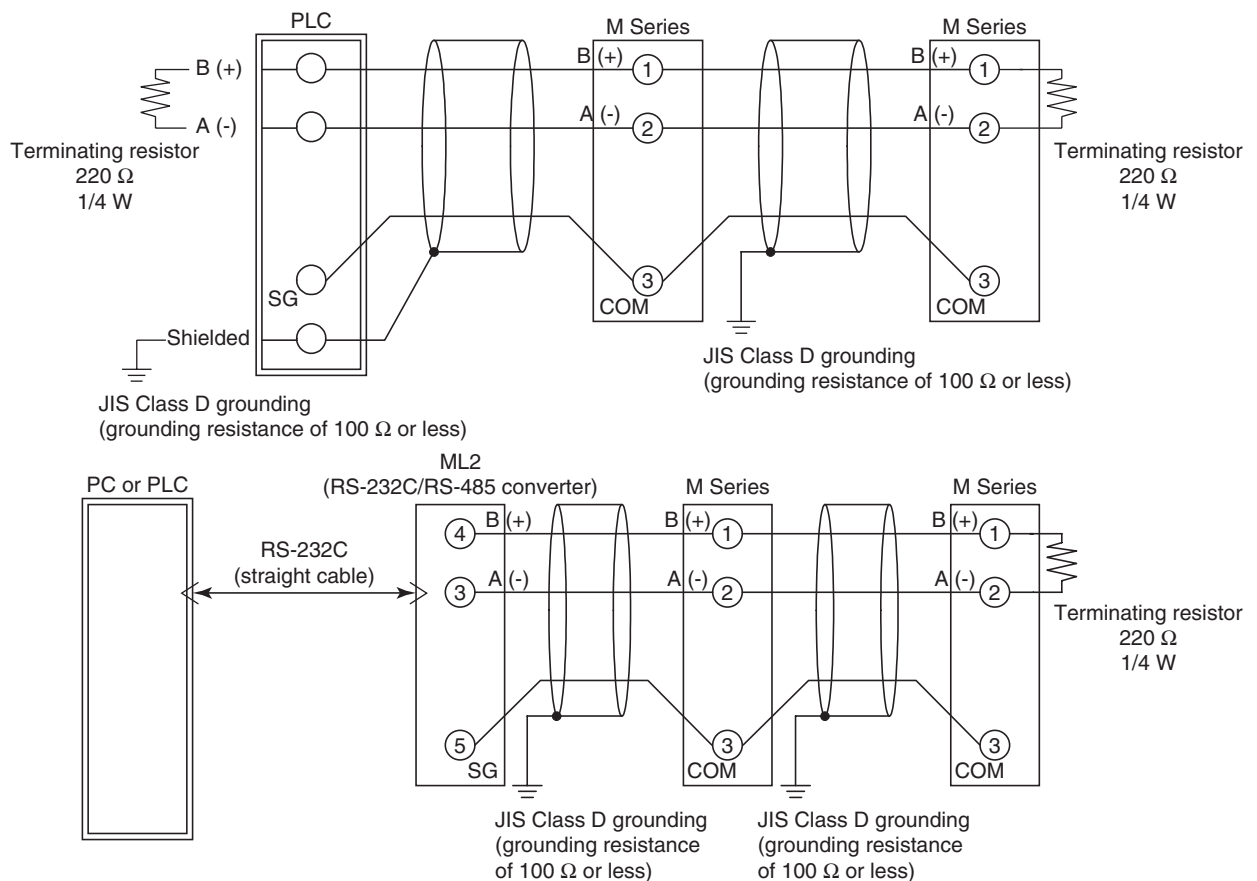 PLC
M Series
M Series
B (+)
B (+)
1
B (+)
1
A (-)
A (-)
2
A (-)
2
Terminating resistor
220 Ω
1/4 W
Terminating resistor
220 Ω
1/4 W
SG
3
COM
3
COM
Shielded
JIS Class D grounding
(grounding resistance of 100 Ω or less)
JIS Class D grounding
(grounding resistance of 100 Ω or less)
PC or PLC
ML2
(RS-232C/RS-485 converter)
M Series
M Series
RS-232C
(straight cable)
4
B (+)
B (+)
1
B (+)
1
3
A (-)
A (-)
2
A (-)
2
Terminating resistor
220 Ω
1/4 W
5
SG
3
COM
3
COM
JIS Class D grounding
(grounding resistance
of 100 Ω or less)
JIS Class D grounding
(grounding resistance
of 100 Ω or less)